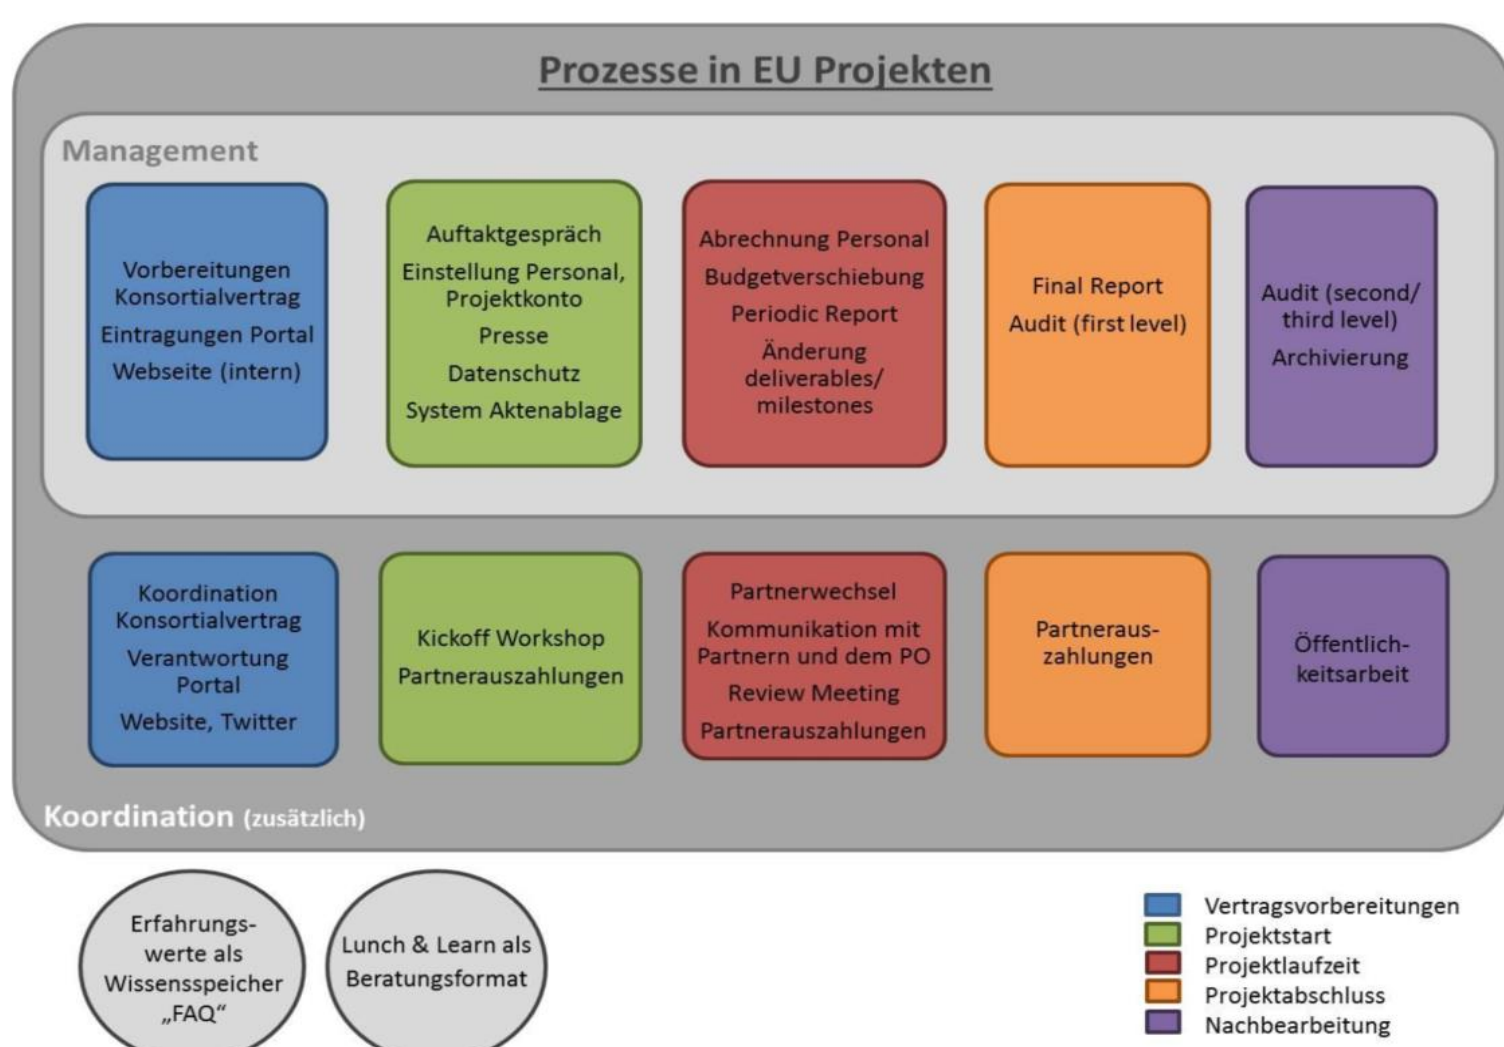 Prozesse in EU Projekten
Management
Vorbereitungen
Konsortialvertrag
Eintragungen Portal
Webseite (intern)
Auftaktgespräch
Einstellung Personal,
Projektkonto
Presse
Datenschutz
System Aktenablage
Abrechnung Personal
Budgetverschiebung
Periodic Report
Änderung
deliverables/
milestones
Final Report
Audit (first level)
Audit (second/
third level)
Archivierung
Koordination
Konsortialvertrag
Verantwortung
Portal
Website, Twitter
Kickoff Workshop
Partnerauszahlungen
Partnerwechsel
Kommunikation mit
Partnern und dem PO
Review Meeting
Partnerauszahlungen
Partneraus-
zahlungen
Öffentlich-
keitsarbeit
Koordination (zusätzlich)
Erfahrungs-
werte als
Wissensspeicher
„FAQ“
Lunch & Learn als
Beratungsformat
Vertragsvorbereitungen
Projektstart
Projektlaufzeit
Projektabschluss
Nachbearbeitung